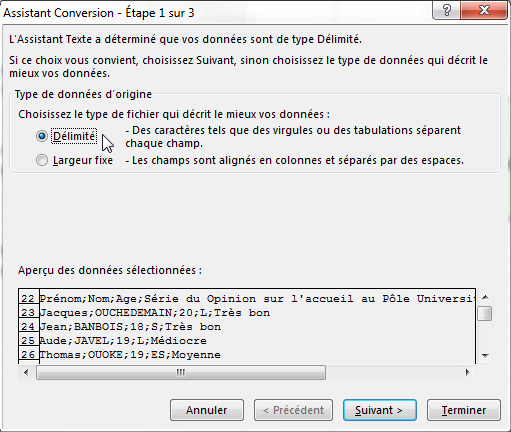 Assistant Conversion - Étape 1 sur 3
L'Assistant Texte a déterminé que vos données sont de type Délimité.
Si ce choix vous convient, choisissez Suivant, sinon choisissez le type de données qui décrit le
mieux vos données.
Type de données d'origine
Choisissez le type de fichier qui décrit le mieux vos données :
Délimité - Des caractères tels que des virgules ou des tabulations séparent
chaque champ.
Largeur fixe - Les champs sont alignés en colonnes et séparés par des espaces.
Aperçu des données sélectionnées :
22 Prénom;Nom;Age;Série du Opinion sur l'accueil au Pôle Universi
23 Jacques;OUCHEDEMAIN;20;L;Très bon
24 Jean;BANBOIS;18;S;Très bon
25 Aude;JAVEL;19;L;Médiocre
26 Thomas;OUOKE;19;ES;Moyenne
Annuler < Précédent Suivant > Terminer